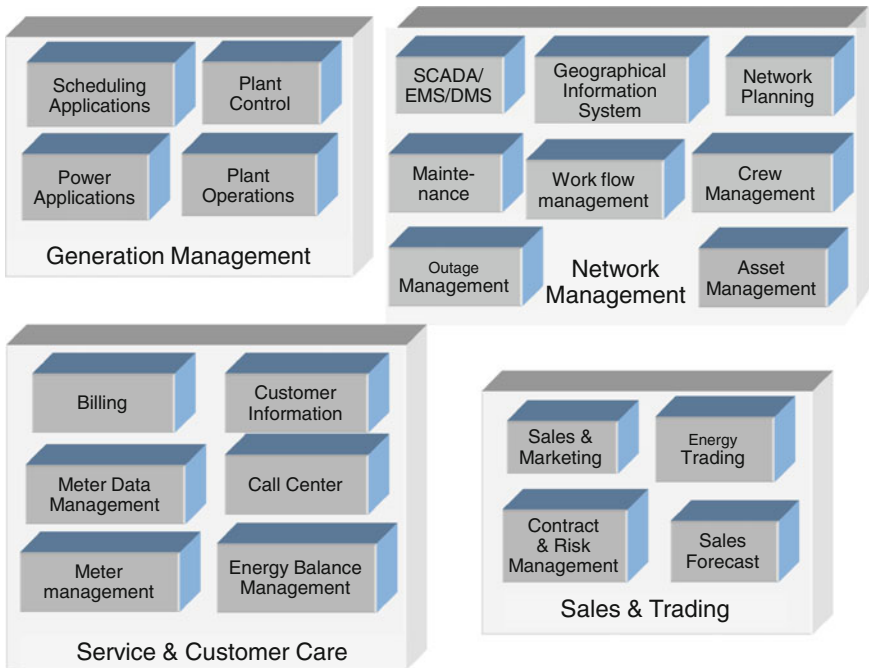 Scheduling
Applications
Plant
Control
Power
Applications
Plant
Operations
Generation Management
SCADA/
EMS/DMS
Geographical
Information
System
Network
Planning
Mainte-
nance
Work flow
management
Crew
Management
Outage
Management
Network
Management
Asset
Management
Billing
Customer
Information
Meter Data
Management
Call Center
Meter
management
Energy Balance
Management
Service & Customer Care
Sales &
Marketing
Energy
Trading
Contract
& Risk
Management
Sales
Forecast
Sales & Trading